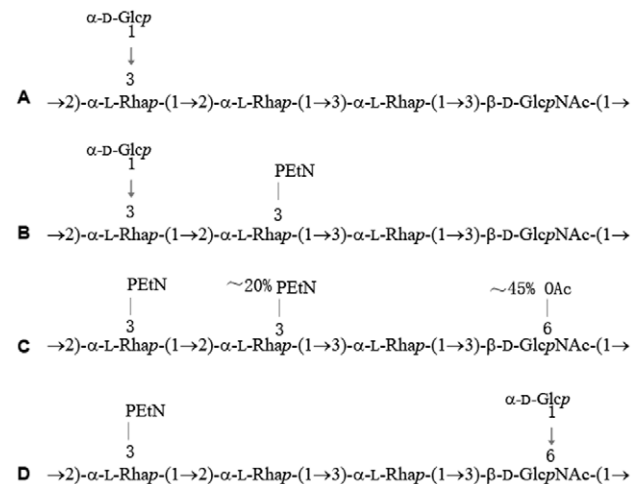 α-D-Glcp
1
↓
3
A →2)-α-L-Rhap-(1→2)-α-L-Rhap-(1→3)-α-L-Rhap-(1→3)-β-D-GlcpNAc-(1→
α-D-Glcp
1
↓
PEtN
3
3
B →2)-α-L-Rhap-(1→2)-α-L-Rhap-(1→3)-α-L-Rhap-(1→3)-β-D-GlcpNAc-(1→
PEtN ~20% PEtN ~45% OAc
3 3 6
C →2)-α-L-Rhap-(1→2)-α-L-Rhap-(1→3)-α-L-Rhap-(1→3)-β-D-GlcpNAc-(1→
PEtN α-D-Glcp
1
↓
3 6
D →2)-α-L-Rhap-(1→2)-α-L-Rhap-(1→3)-α-L-Rhap-(1→3)-β-D-GlcpNAc-(1→